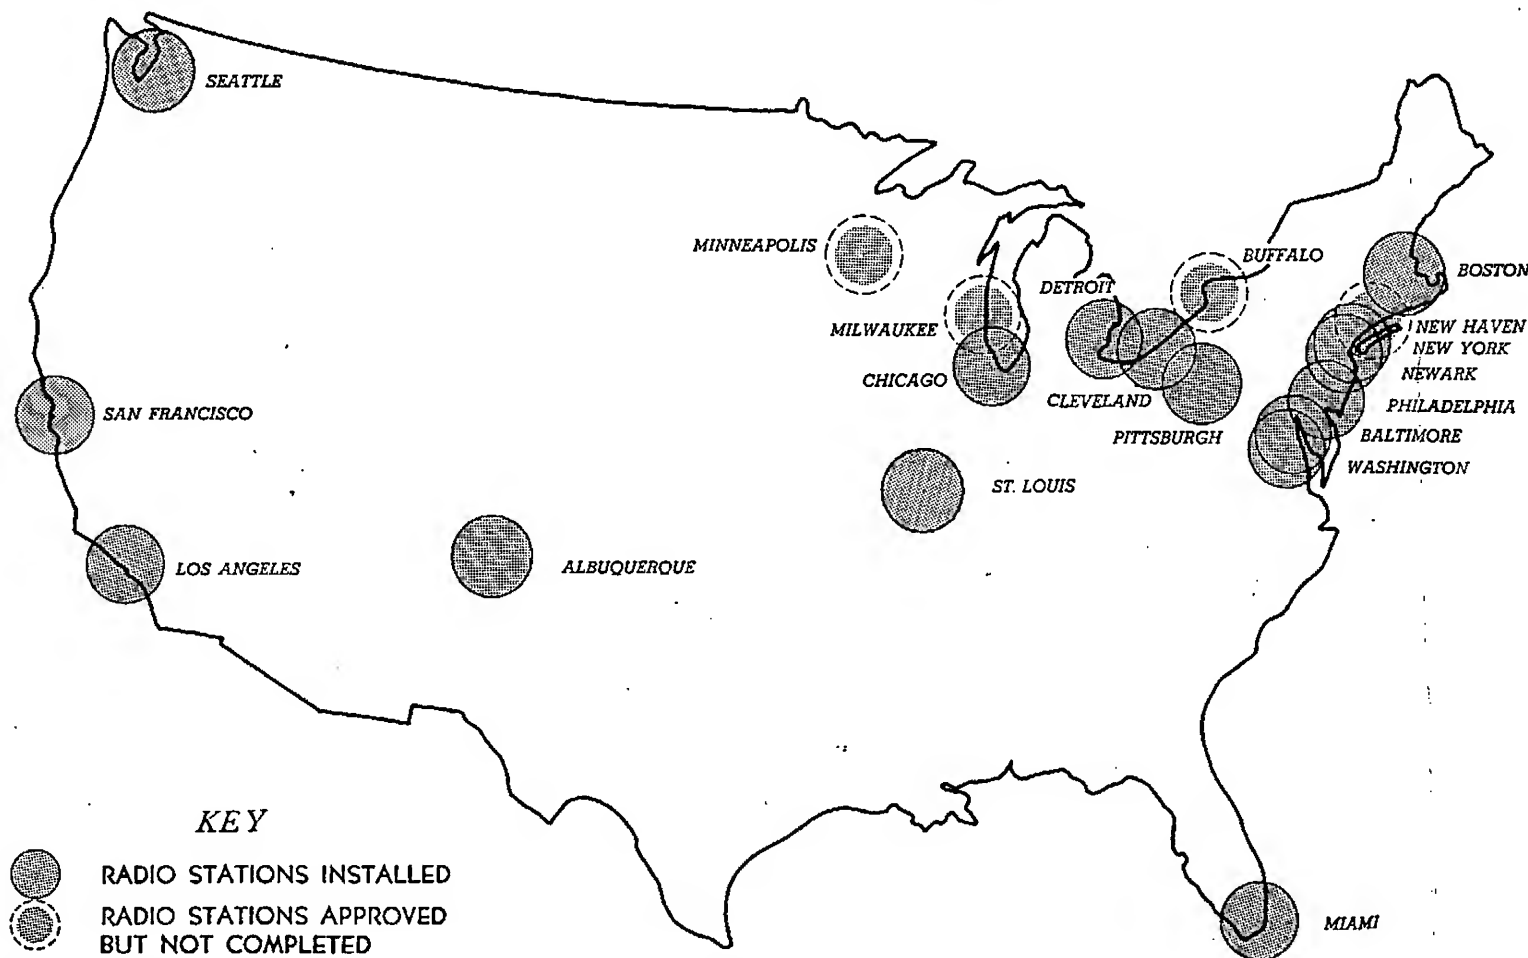 SEATTLE
MINNEAPOLIS
BUFFALO
BOSTON
DETROIT
MILWAUKEE
NEW HAVEN
NEW YORK
CHICAGO
NEWARK
CLEVELAND
PHILADELPHIA
SAN FRANCISCO
PITTSBURGH
BALTIMORE
WASHINGTON
ST. LOUIS
LOS ANGELES
ALBUQUERQUE
KEY
RADIO STATIONS INSTALLED
RADIO STATIONS APPROVED
BUT NOT COMPLETED
MIAMI